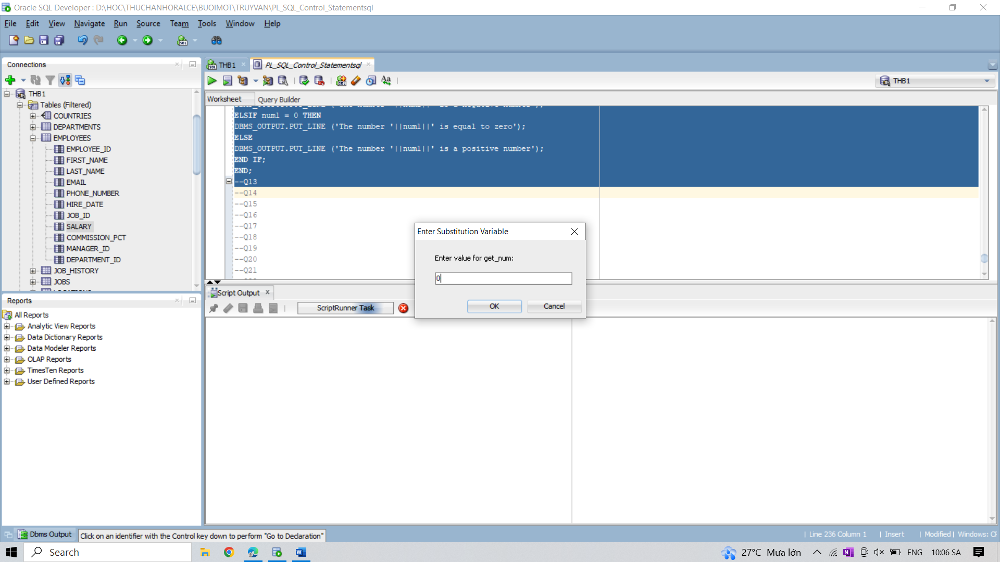 Oracle SQL Developer : D:\HOC\THUCHANHORALCE\BUOIMOT\TRUYVAN\PL_SQL_Control_Statementsql
File Edit View Navigate Run Source Team Tools Window Help
Connections
THB1
Tables (Filtered)
COUNTRIES
DEPARTMENTS
EMPLOYEES
EMPLOYEE_ID
FIRST_NAME
LAST_NAME
EMAIL
PHONE_NUMBER
HIRE_DATE
JOB_ID
SALARY
COMMISSION_PCT
MANAGER_ID
DEPARTMENT_ID
JOB_HISTORY
JOBS
Reports
All Reports
Analytic View Reports
Data Dictionary Reports
Data Modeler Reports
OLAP Reports
TimesTen Reports
User Defined Reports
THB1
PL_SQL_Control_Statementsql
THB1
Worksheet Query Builder
ELSIF num1 = 0 THEN
DBMS_OUTPUT.PUT_LINE ('The number '||num1||' is equal to zero');
ELSE
DBMS_OUTPUT.PUT_LINE ('The number '||num1||' is a positive number');
END IF;
END;
--Q13
--Q14
--Q15
--Q16
--Q17
--Q18
--Q19
--Q20
--Q21
Enter Substitution Variable
Enter value for get_num:
0
OK Cancel
Script Output
ScriptRunner Task
Dbms Output
Click on an identifier with the Control key down to perform "Go to Declaration"
| Line 236 Column 1 | Insert | Modified | Windows: CF
Search
27°C Mưa lớn
ENG
10:06 SA